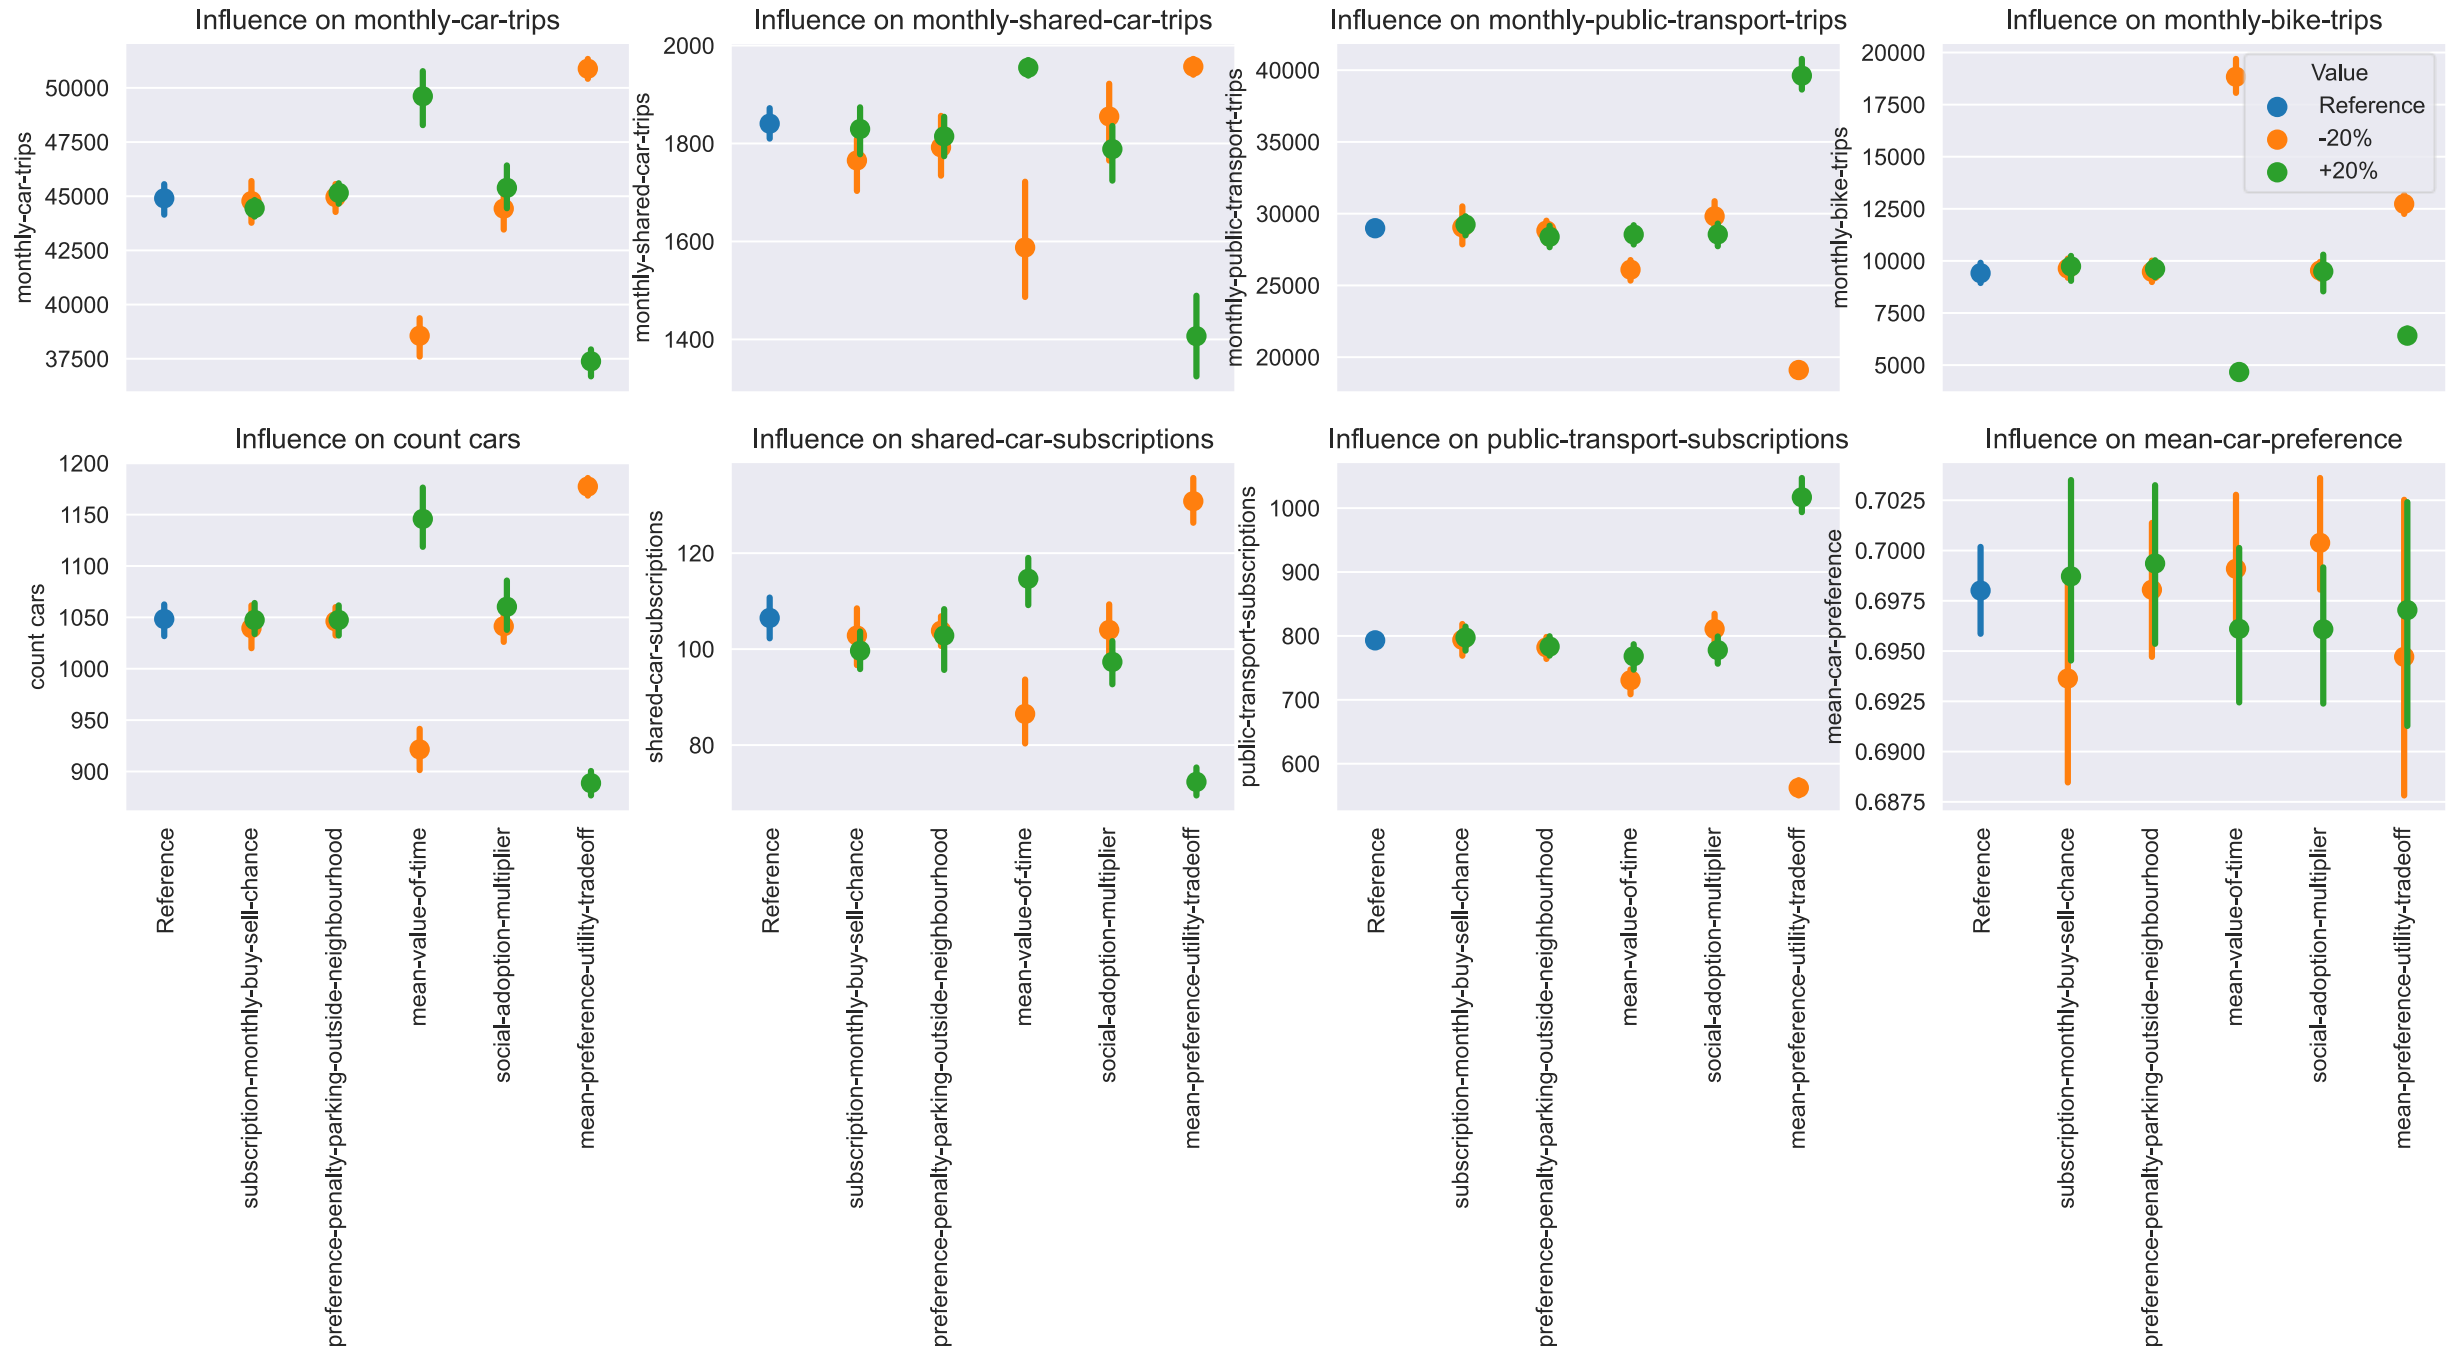 Influence on monthly-car-trips
monthly-car-trips
50000
47500
45000
42500
40000
37500
Influence on monthly-shared-car-trips
monthly-shared-car-trips
2000
1800
1600
1400
Influence on monthly-public-transport-trips
monthly-public-transport-trips
40000
35000
30000
25000
20000
Influence on monthly-bike-trips
monthly-bike-trips
20000
17500
15000
12500
10000
7500
5000
Value
Reference
-20%
+20%
Influence on count cars
count cars
1200
1150
1100
1050
1000
950
900
Reference
subscription-monthly-buy-sell-chance
preference-penalty-parking-outside-neighbourhood
mean-value-of-time
social-adoption-multiplier
mean-preference-utility-tradeoff
Influence on shared-car-subscriptions
shared-car-subscriptions
120
100
80
Reference
subscription-monthly-buy-sell-chance
preference-penalty-parking-outside-neighbourhood
mean-value-of-time
social-adoption-multiplier
mean-preference-utility-tradeoff
Influence on public-transport-subscriptions
public-transport-subscriptions
1000
900
800
700
600
Reference
subscription-monthly-buy-sell-chance
preference-penalty-parking-outside-neighbourhood
mean-value-of-time
social-adoption-multiplier
mean-preference-utility-tradeoff
Influence on mean-car-preference
mean-car-preference
0.7025
0.7000
0.6975
0.6950
0.6925
0.6900
0.6875
Reference
subscription-monthly-buy-sell-chance
preference-penalty-parking-outside-neighbourhood
mean-value-of-time
social-adoption-multiplier
mean-preference-utility-tradeoff